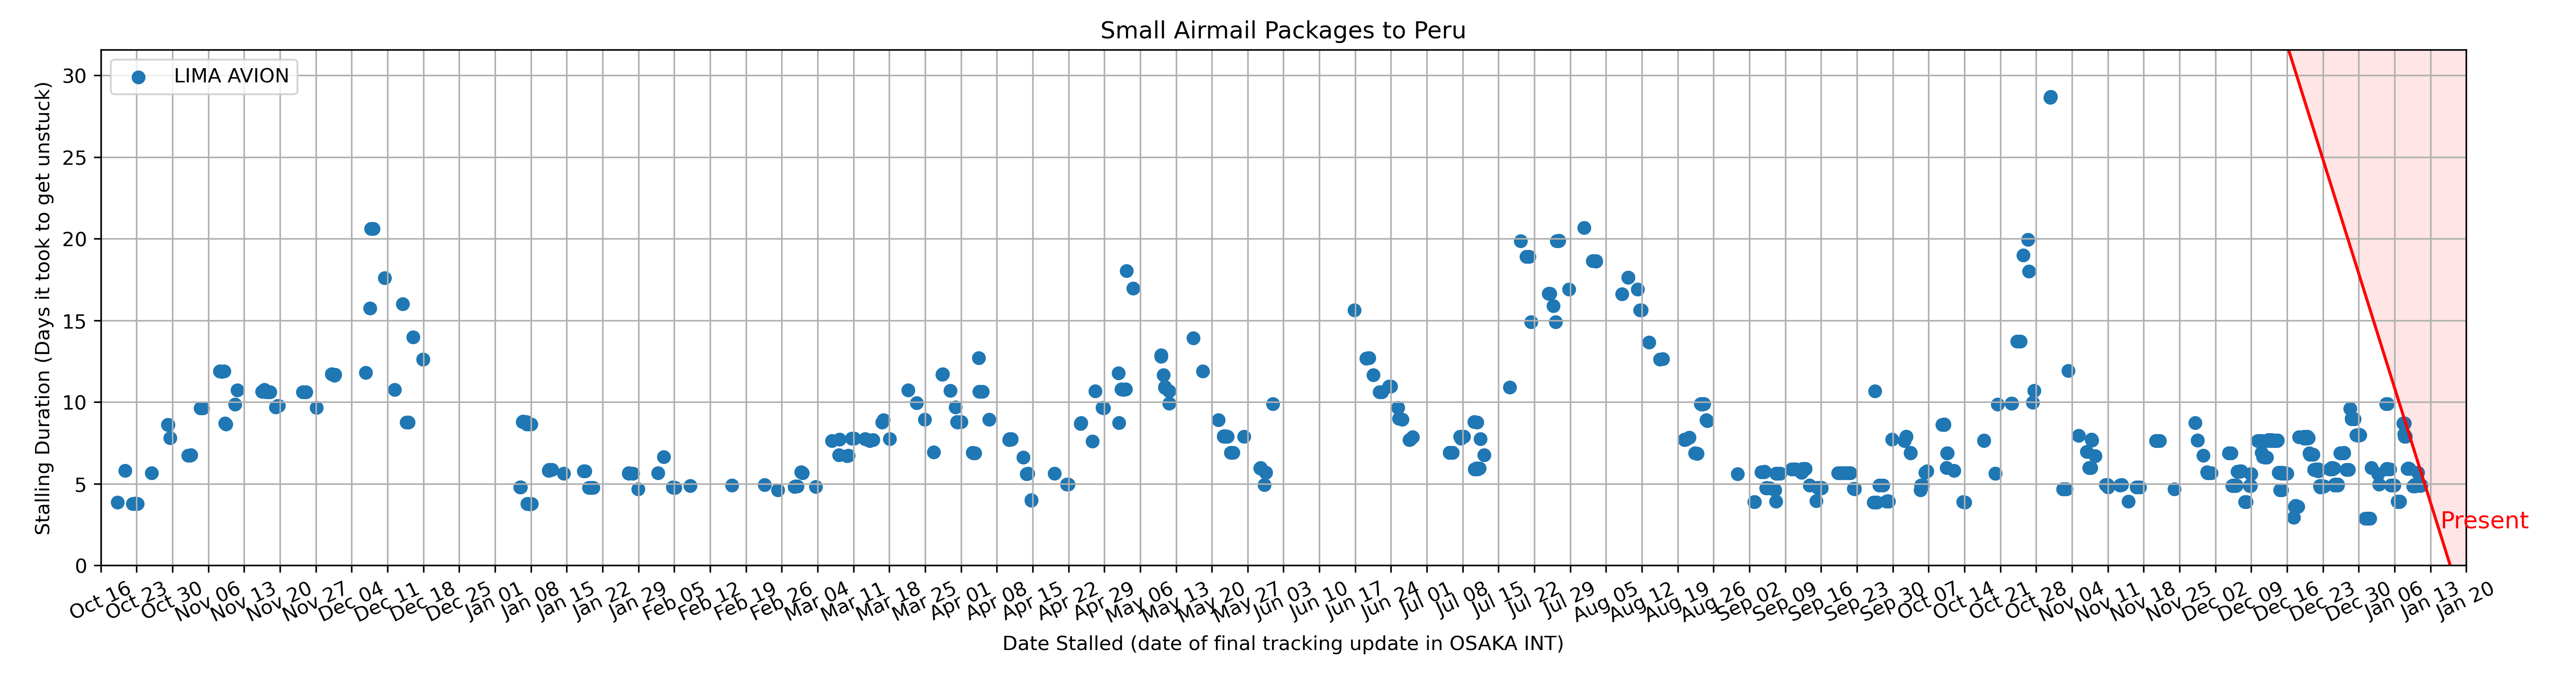 Small Airmail Packages to Peru
LIMA AVION
Stalling Duration (Days it took to get unstuck)
30
25
20
15
10
5
0
Present
Oct 16
Oct 23
Oct 30
Nov 06
Nov 13
Nov 20
Nov 27
Dec 04
Dec 11
Dec 18
Dec 25
Jan 01
Jan 08
Jan 15
Jan 22
Jan 29
Feb 05
Feb 12
Feb 19
Feb 26
Mar 04
Mar 11
Mar 18
Mar 25
Apr 01
Apr 08
Apr 15
Apr 22
Apr 29
May 06
May 13
May 20
May 27
Jun 03
Jun 10
Jun 17
Jun 24
Jul 01
Jul 08
Jul 15
Jul 22
Jul 29
Aug 05
Aug 12
Aug 19
Aug 26
Sep 02
Sep 09
Sep 16
Sep 23
Sep 30
Oct 07
Oct 14
Oct 21
Oct 28
Nov 04
Nov 11
Nov 18
Nov 25
Dec 02
Dec 09
Dec 16
Dec 23
Dec 30
Jan 06
Jan 13
Jan 20
Date Stalled (date of final tracking update in OSAKA INT)